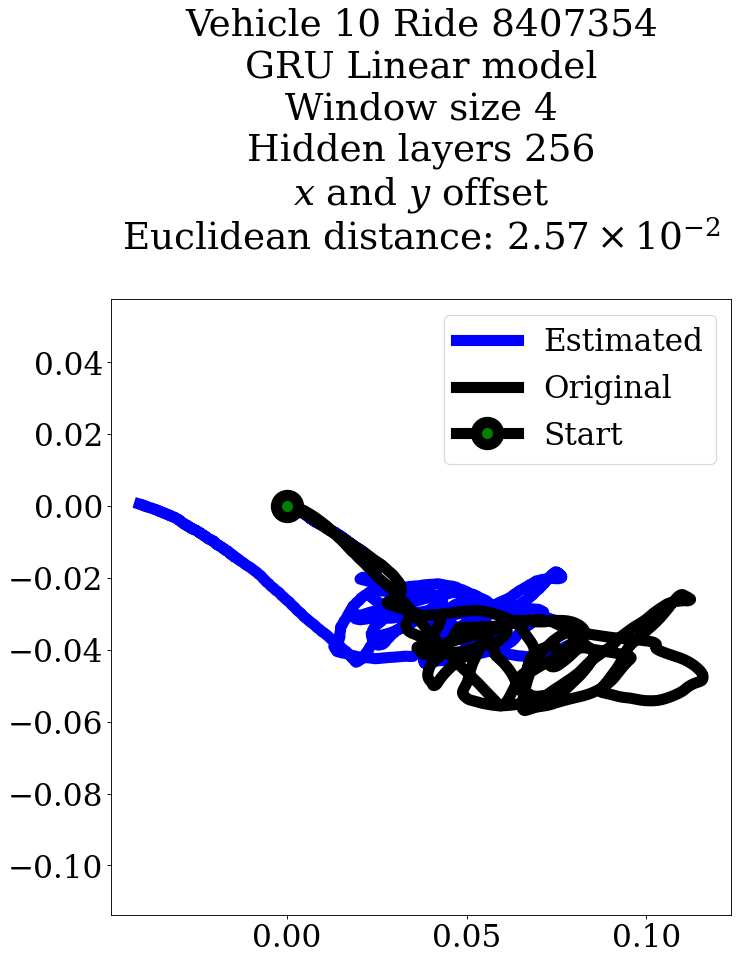 Vehicle 10 Ride 8407354
GRU Linear model
Window size 4
Hidden layers 256
x and y offset
Euclidean distance: 2.57 × 10⁻²
Estimated
Original
Start
0.04
0.02
0.00
−0.02
−0.04
−0.06
−0.08
−0.10
0.00 0.05 0.10